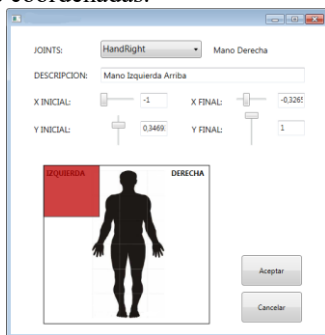 coordenadas.
JOINTS: HandRight Mano Derecha
DESCRIPCION: Mano Izquierda Arriba
X INICIAL: -1 X FINAL: -0,3265
Y INICIAL: 0,3469: Y FINAL: 1
IZQUIERDA DERECHA
Aceptar
Cancelar